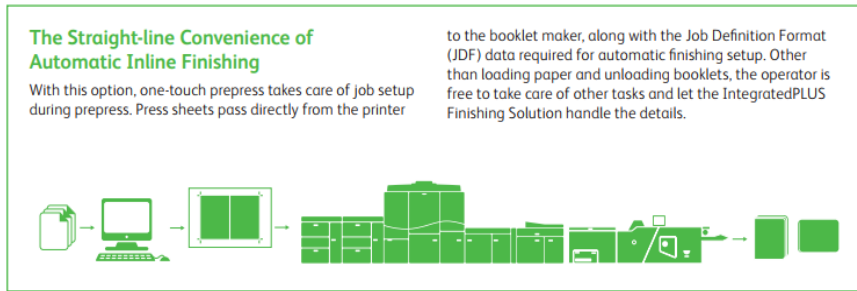 The Straight-line Convenience of
Automatic Inline Finishing
With this option, one-touch prepress takes care of job setup
during prepress. Press sheets pass directly from the printer
to the booklet maker, along with the Job Definition Format
(JDF) data required for automatic finishing setup. Other
than loading paper and unloading booklets, the operator is
free to take care of other tasks and let the IntegratedPLUS
Finishing Solution handle the details.